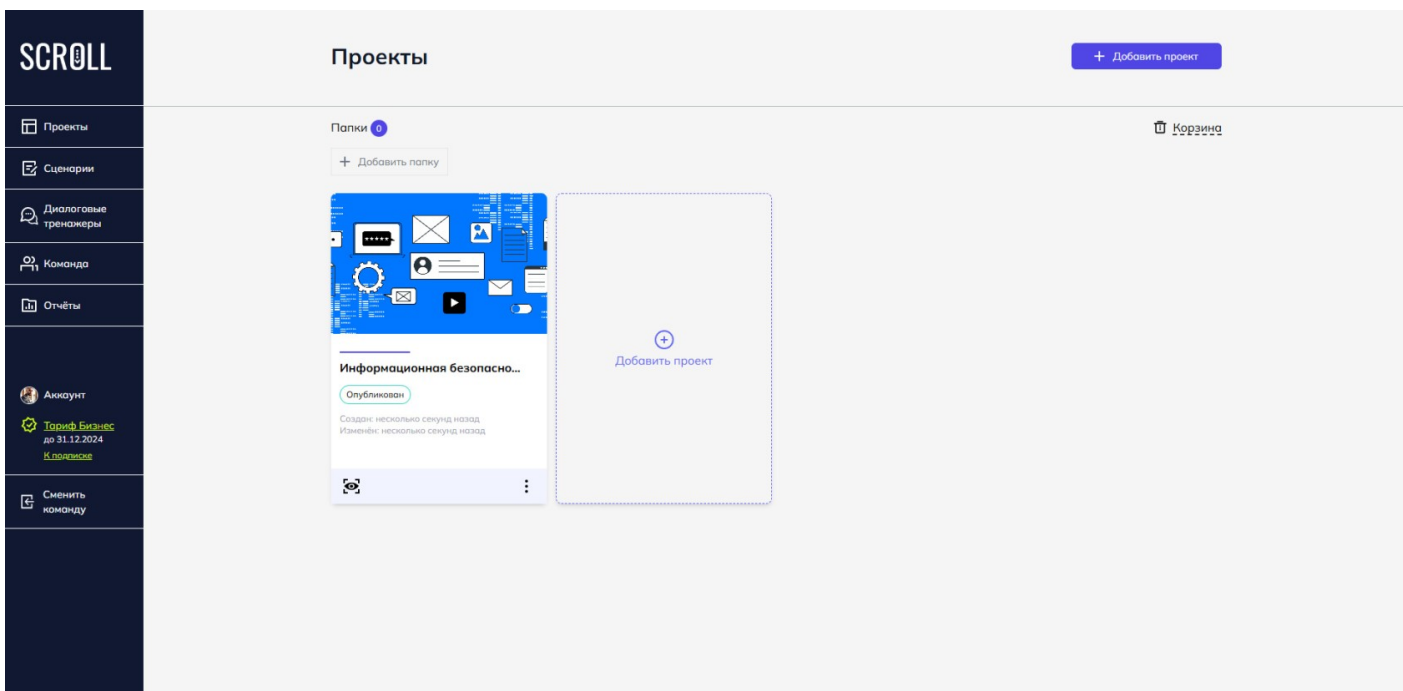 SCROLL
Проекты
Сценарии
Диалоговые
тренажеры
Команда
Отчёты
Аккаунт
Тариф Бизнес
до 31.12.2024
К подписке
Сменить
команду
Проекты
+ Добавить проект
Папки 0
Корзина
+ Добавить папку
Информационная безопасно...
Опубликован
Создан: несколько секунд назад
Изменён: несколько секунд назад
Добавить проект